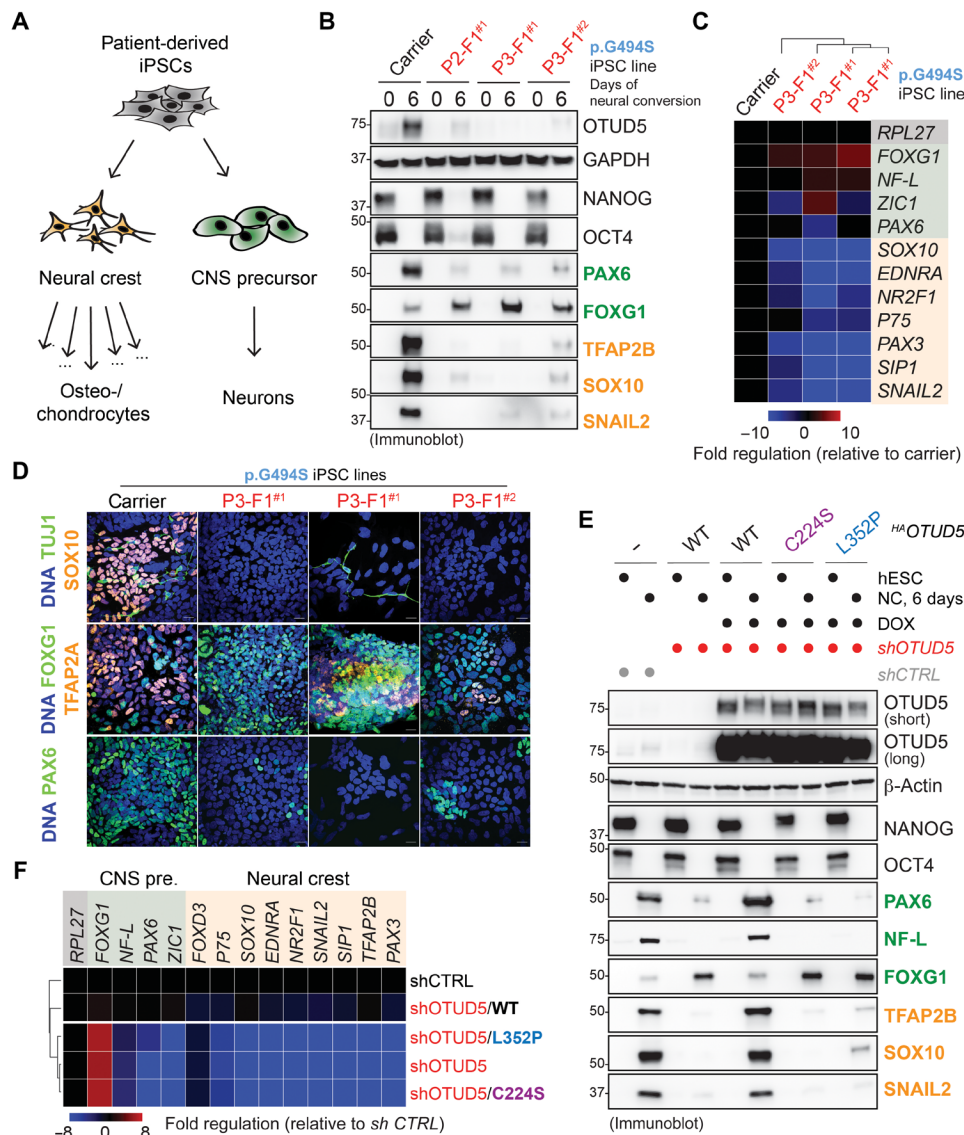 A
Patient-derived
iPSCs
Neural crest
CNS precursor
...
...
...
...
Osteo-/
chondrocytes
Neurons
B
Carrier
P2-F1#1
P3-F1#1
P3-F1#2
p.G494S
iPSC line
Days of
neural conversion
0 6 0 6 0 6 0 6
75
OTUD5
37
GAPDH
37
NANOG
OCT4
50
PAX6
FOXG1
50
TFAP2B
50
SOX10
37
SNAIL2
(Immunoblot)
C
Carrier
P3-F1#2
P3-F1#1
P3-F1#1
p.G494S
iPSC line
RPL27
FOXG1
NF-L
ZIC1
PAX6
SOX10
EDNRA
NR2F1
P75
PAX3
SIP1
SNAIL2
−10 0 10
Fold regulation (relative to carrier)
D
p.G494S iPSC lines
Carrier
P3-F1#1
P3-F1#1
P3-F1#2
DNA TUJ1
SOX10
DNA FOXG1
TFAP2A
DNA PAX6
E
-
WT
WT
C224S
L352P
HAOTUD5
hESC
NC, 6 days
DOX
shOTUD5
shCTRL
75
OTUD5
(short)
75
OTUD5
(long)
50
β-Actin
37
NANOG
50
OCT4
50
PAX6
75
NF-L
50
FOXG1
50
TFAP2B
50
SOX10
37
SNAIL2
(Immunoblot)
F
CNS pre.
Neural crest
RPL27
FOXG1
NF-L
PAX6
ZIC1
FOXD3
P75
SOX10
EDNRA
NR2F1
SNAIL2
SIP1
TFAP2B
PAX3
shCTRL
shOTUD5/WT
shOTUD5/L352P
shOTUD5
shOTUD5/C224S
−8 0 8
Fold regulation (relative to sh CTRL)